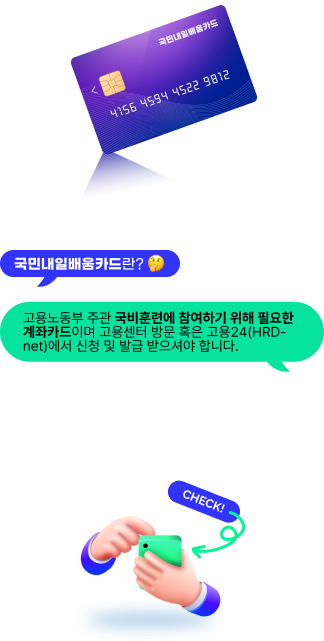 국민내일배움카드
4156 4594 4522 9812
국민내일배움카드란? 🤔
고용노동부 주관 국비훈련에 참여하기 위해 필요한
계좌카드이며 고용센터 방문 혹은 고용24(HRD-
net)에서 신청 및 발급 받으셔야 합니다.
CHECK!